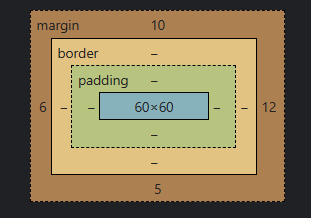 margin 10
border –
padding –
6 – – 60×60 – – 12
–
–
5